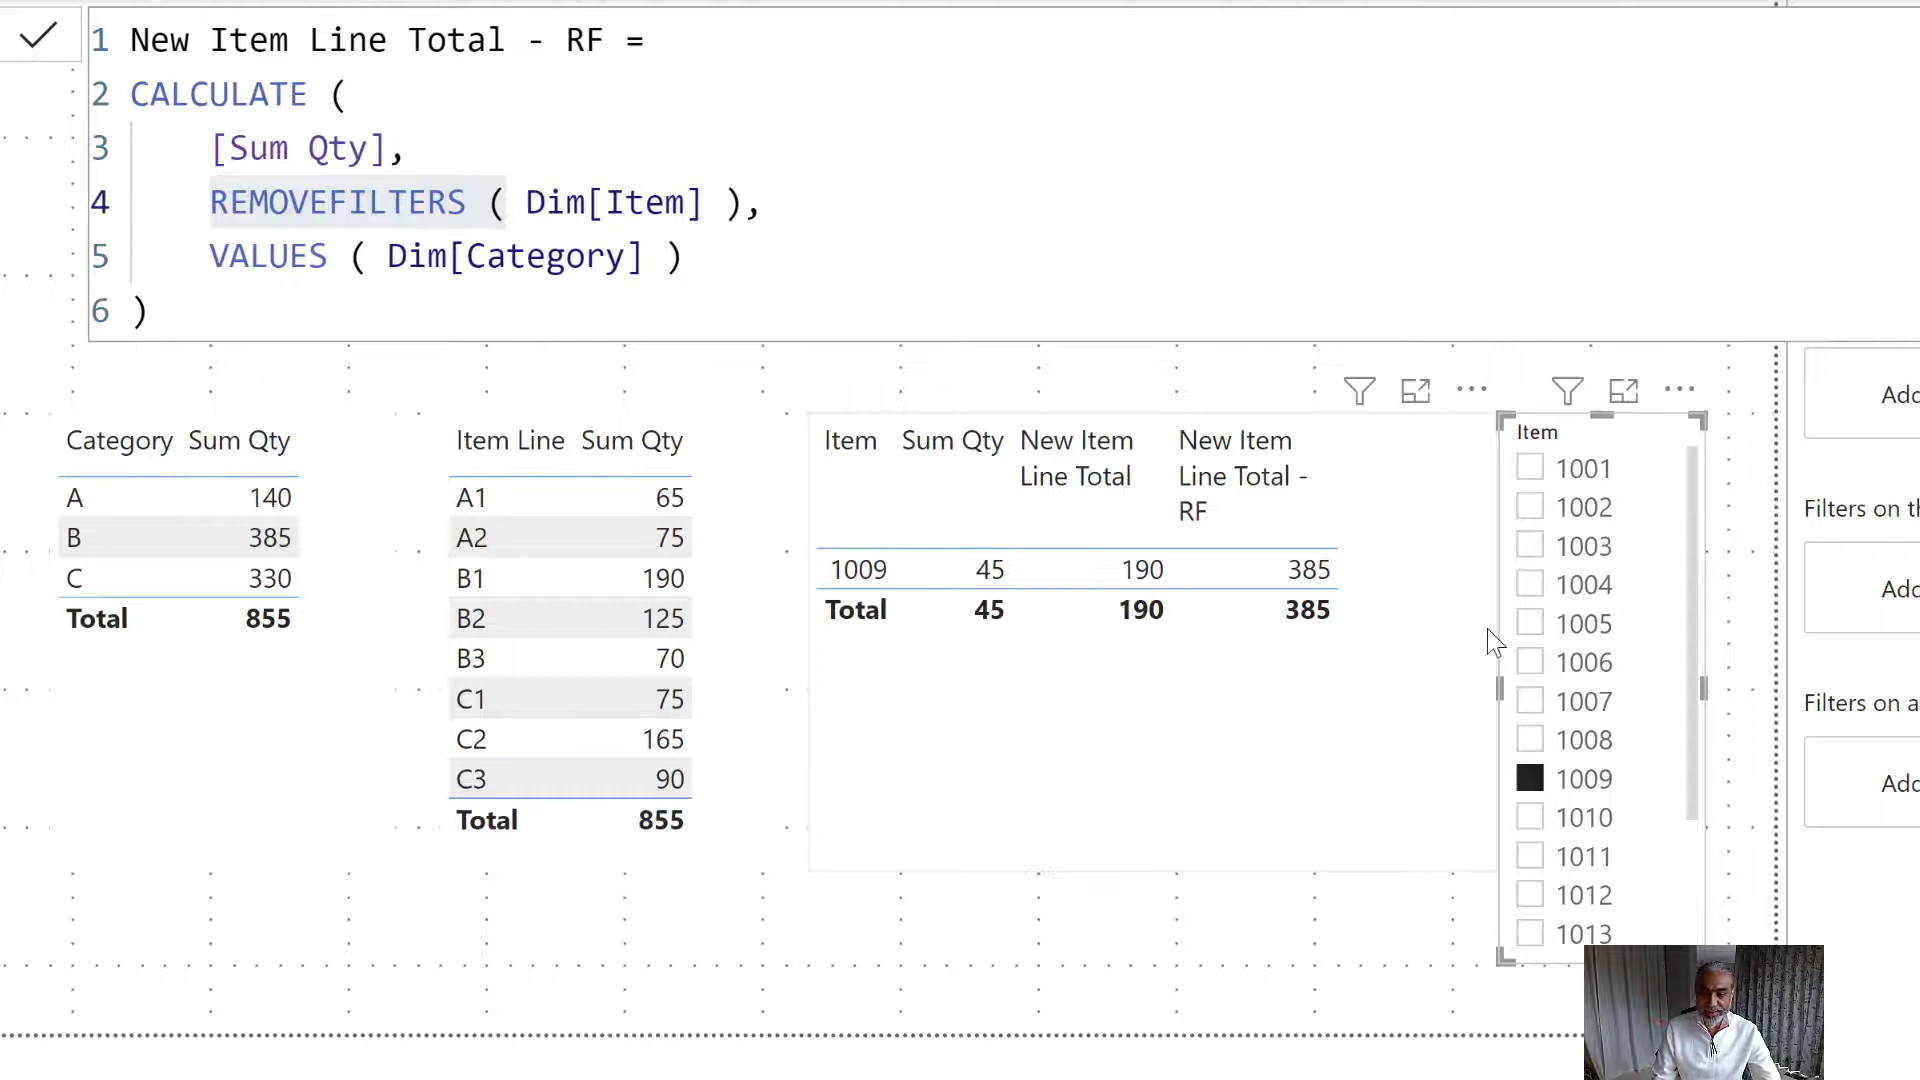 1 New Item Line Total - RF =
2 CALCULATE (
3 [Sum Qty],
4 REMOVEFILTERS ( Dim[Item] ),
5 VALUES ( Dim[Category] )
6 )
Category Sum Qty
A 140
B 385
C 330
Total 855
Item Line Sum Qty
A1 65
A2 75
B1 190
B2 125
B3 70
C1 75
C2 165
C3 90
Total 855
Item Sum Qty New Item New Item
Line Total Line Total -
RF
1009 45 190 385
Total 45 190 385
Item
1001
1002
1003
1004
1005
1006
1007
1008
1009
1010
1011
1012
1013
Filters on
Filters on a